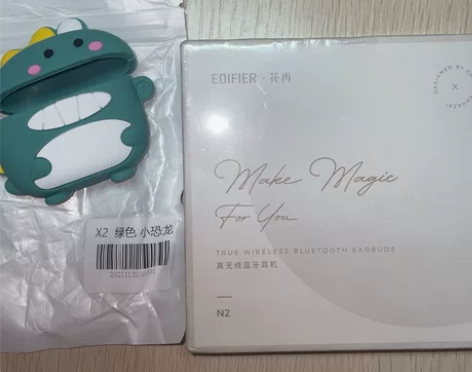 EDIFIER · 花再
Make Magic
For You
TRUE WIRELESS BLUETOOTH EARBUDS
真无线蓝牙耳机
N2
X2 绿色 小恐龙